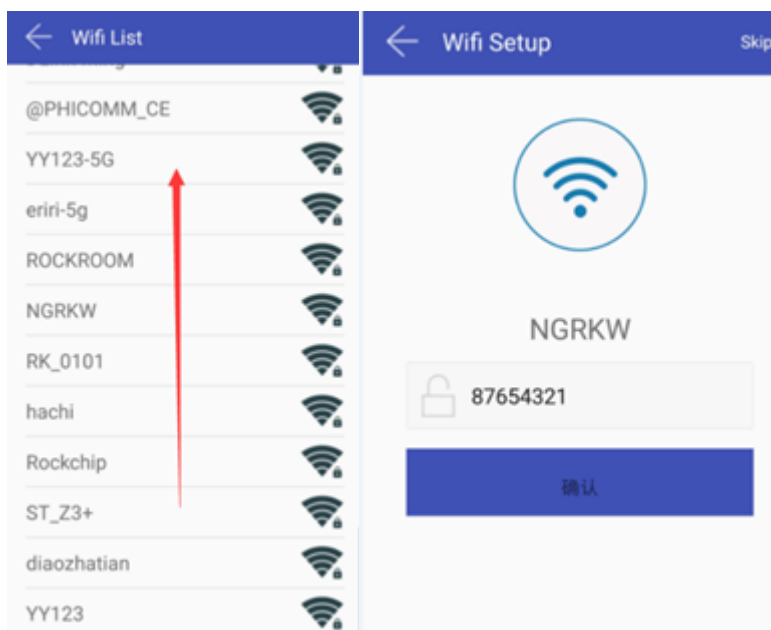 Wifi List
@PHICOMM_CE
YY123-5G
eriri-5g
ROCKROOM
NGRKW
RK_0101
hachi
Rockchip
ST_Z3+
diaozhatian
YY123
Wifi Setup
Skip
NGRKW
87654321
确认